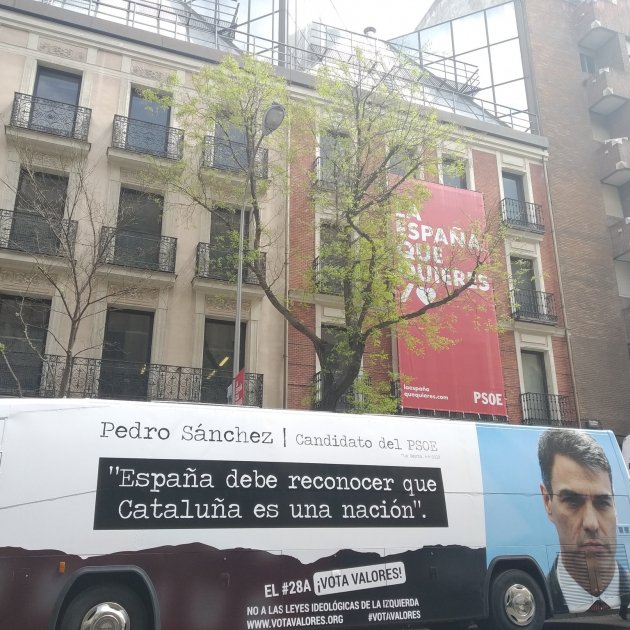 LA
ESPAÑA
QUE
QUIERES
laespaña
quequieres.com
PSOE
Pedro Sánchez | Candidato del PSOE
"España debe reconocer que
Cataluña es una nación".
EL #28A ¡VOTA VALORES!
NO A LAS LEYES IDEOLÓGICAS DE LA IZQUIERDA
WWW.VOTAVALORES.ORG #VOTAVALORES